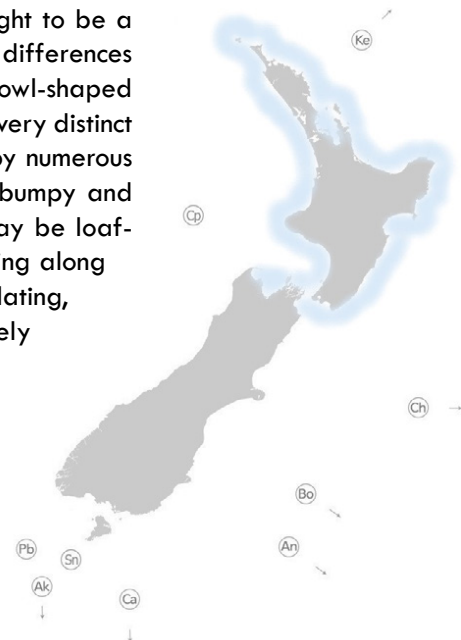 ght to be a
differences
owl-shaped
very distinct
by numerous
bumpy and
ay be loaf-
ing along
lating,
ely
Ke
Cp
Ch
Bo
An
Pb
Sn
Ak
Ca